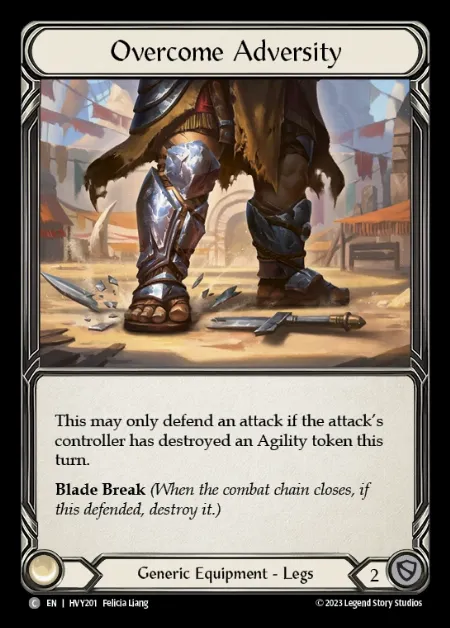 Overcome Adversity
This may only defend an attack if the attack's
controller has destroyed an Agility token this
turn.
Blade Break (When the combat chain closes, if
this defended, destroy it.)
Generic Equipment - Legs
2
C EN | HVY201 Felicia Liang
© 2023 Legend Story Studios